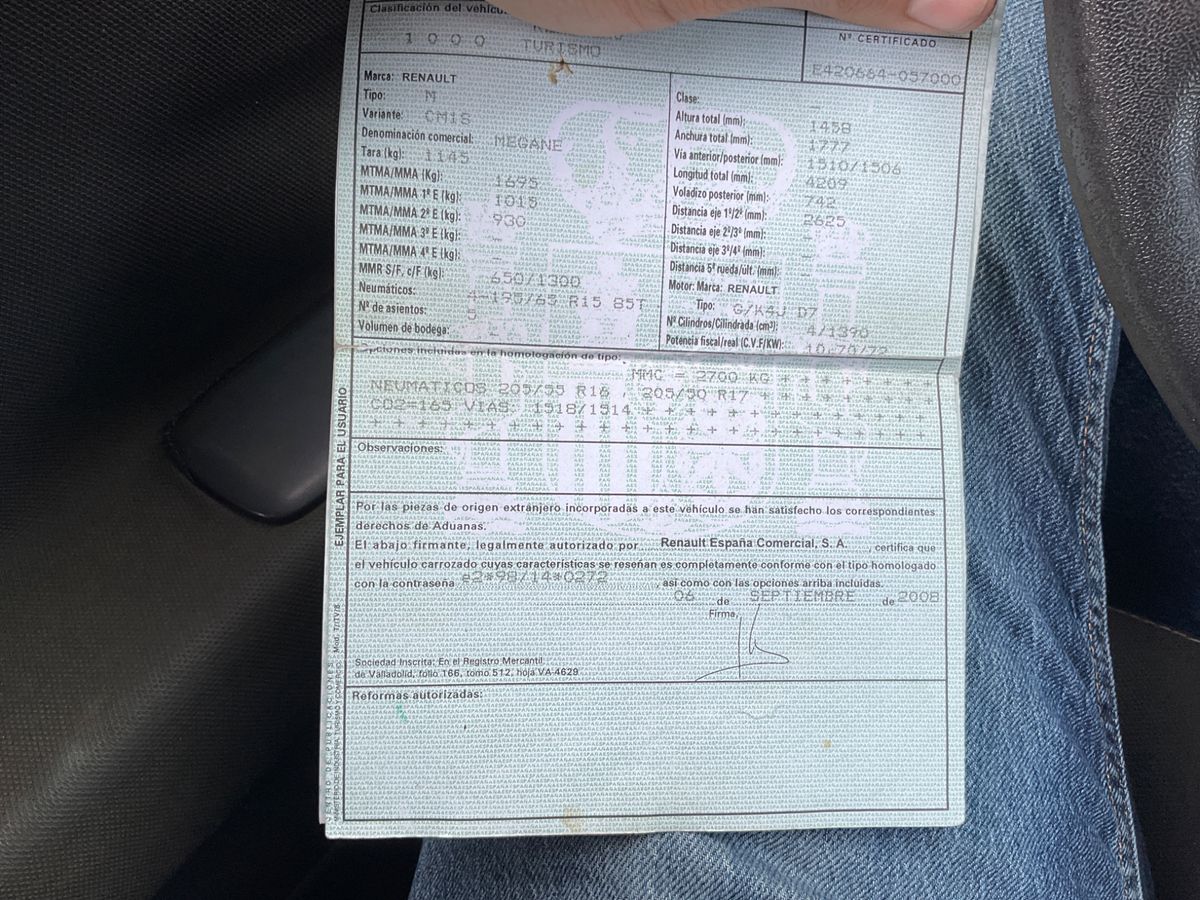 Clasificación del vehícu
1000 TURISMO
Nº CERTIFICADO
E420664-057000
Marca: RENAULT
Tipo: M
Variante: CM1S
Denominación comercial: MEGANE
Tara (kg): 1145
MTMA/MMA (Kg): 1695
MTMA/MMA 1º E (kg): 1015
MTMA/MMA 2º E (kg): 930
MTMA/MMA 3º E (kg): -
MTMA/MMA 4º E (kg): -
MMR S/F, c/F (kg): 650/1300
Neumáticos: 4-195/65 R15 85T
Nº de asientos: 5
Volumen de bodega: -
Clase: -
Altura total (mm): 1458
Anchura total (mm): 1777
Vía anterior/posterior (mm): 1510/1506
Longitud total (mm): 4209
Voladizo posterior (mm): 742
Distancia eje 1º/2º (mm): 2625
Distancia eje 2º/3º (mm): -
Distancia eje 3º/4º (mm): -
Distancia 5ª rueda/últ. (mm): -
Motor: Marca: RENAULT
Tipo: G/K4J D7
Nº Cilindros/Cilindrada (cm³): 4/1390
Potencia fiscal/real (C.V.F/KW): 10,70/72
Opciones incluidas en la homologación de tipo:
MMC = 2700 KG + + + + + + + +
NEUMATICOS 205/55 R16 , 205/50 R17 + + + + + + + + +
CO2=165 VIAS: 1518/1514 + + + + + + + + + + + + + +
+ + + + + + + + + + + + + + + + + + + + + + + + + + +
Observaciones:
Por las piezas de origen extranjero incorporadas a este vehículo se han satisfecho los correspondientes
derechos de Aduanas.
El abajo firmante, legalmente autorizado por Renault España Comercial, S. A. , certifica que
el vehículo carrozado cuyas características se reseñan es completamente conforme con el tipo homologado
con la contraseña e2*98/14*0272 , así como con las opciones arriba incluidas.
06 de SEPTIEMBRE de 2008
Firma,
Sociedad Inscrita: En el Registro Mercantil
de Valladolid, folio 166, tomo 512, hoja VA-4629
Reformas autorizadas:
EJEMPLAR PARA EL USUARIO